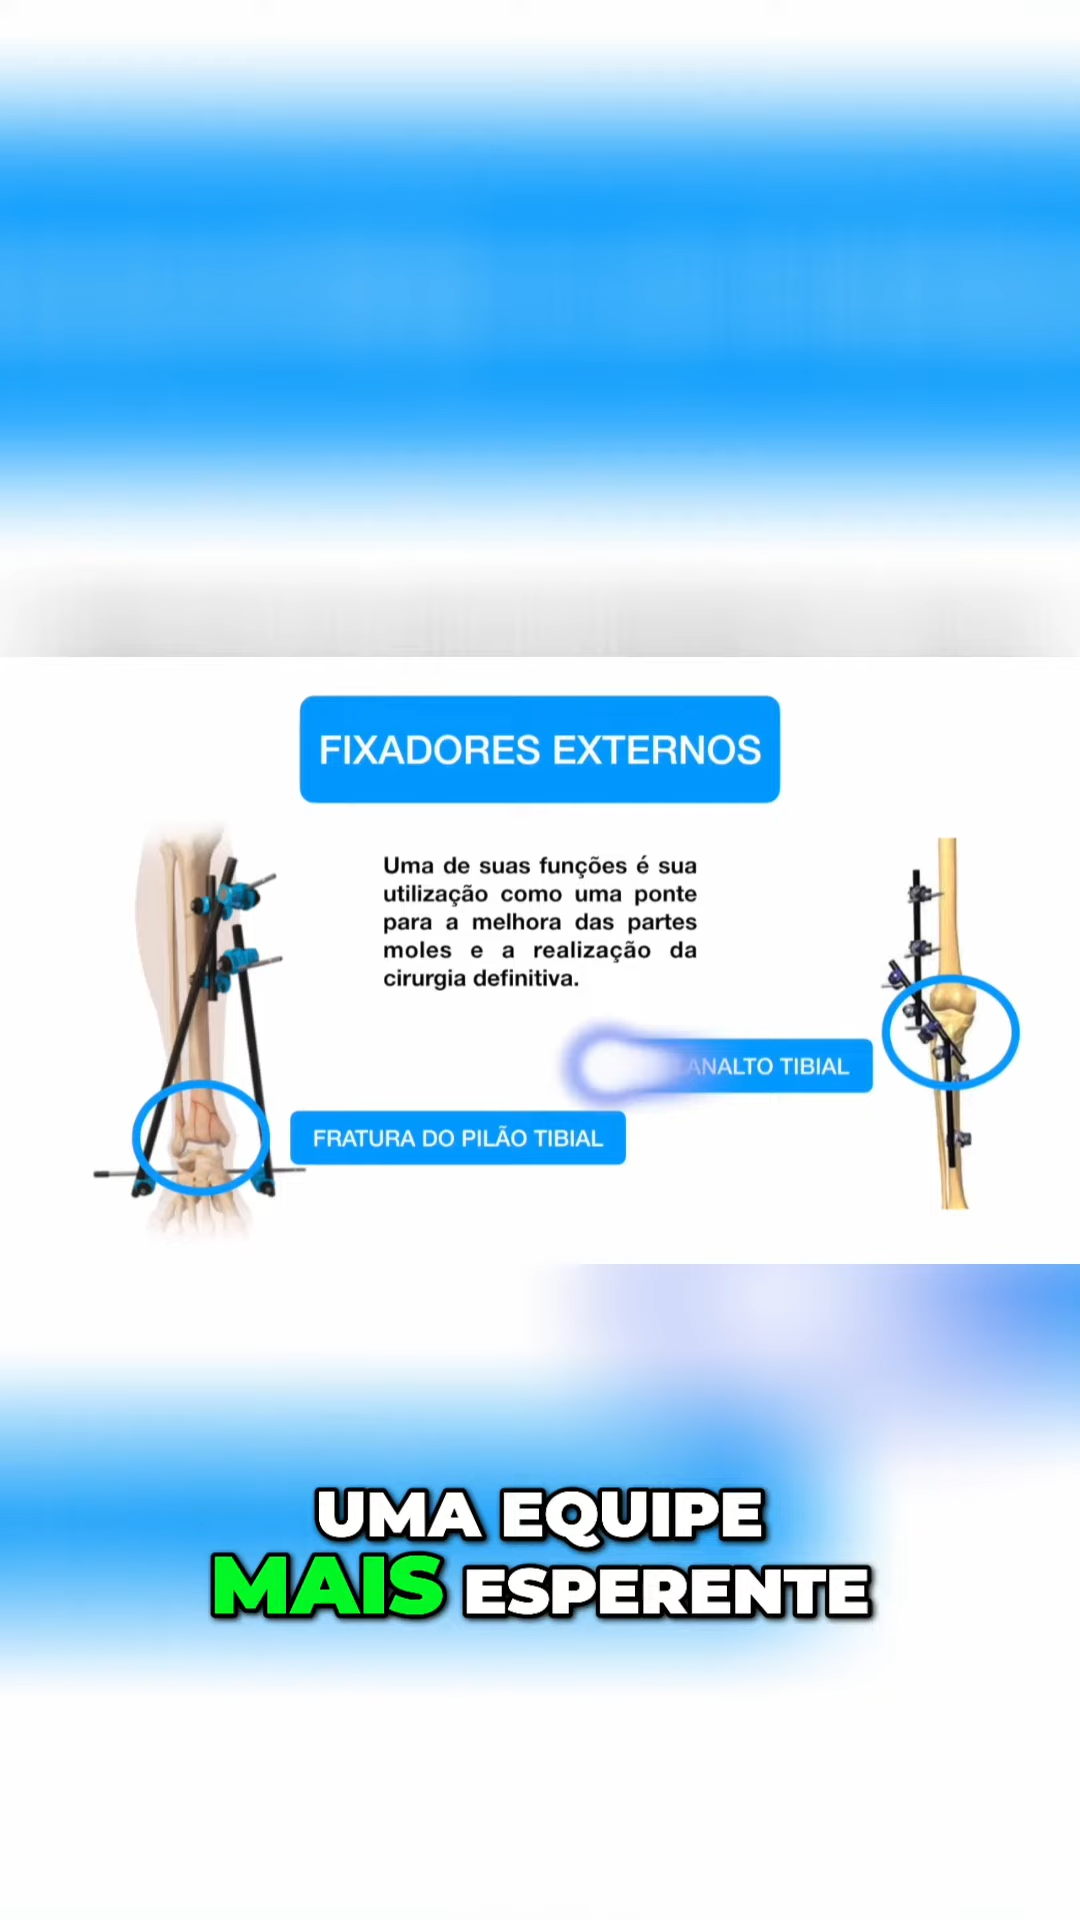 FIXADORES EXTERNOS
Uma de suas funções é sua
utilização como uma ponte
para a melhora das partes
moles e a realização da
cirurgia definitiva.
TIBIAL
FRATURA DO PILÃO TIBIAL
UMA EQUIPE
MAIS ESPERENTE